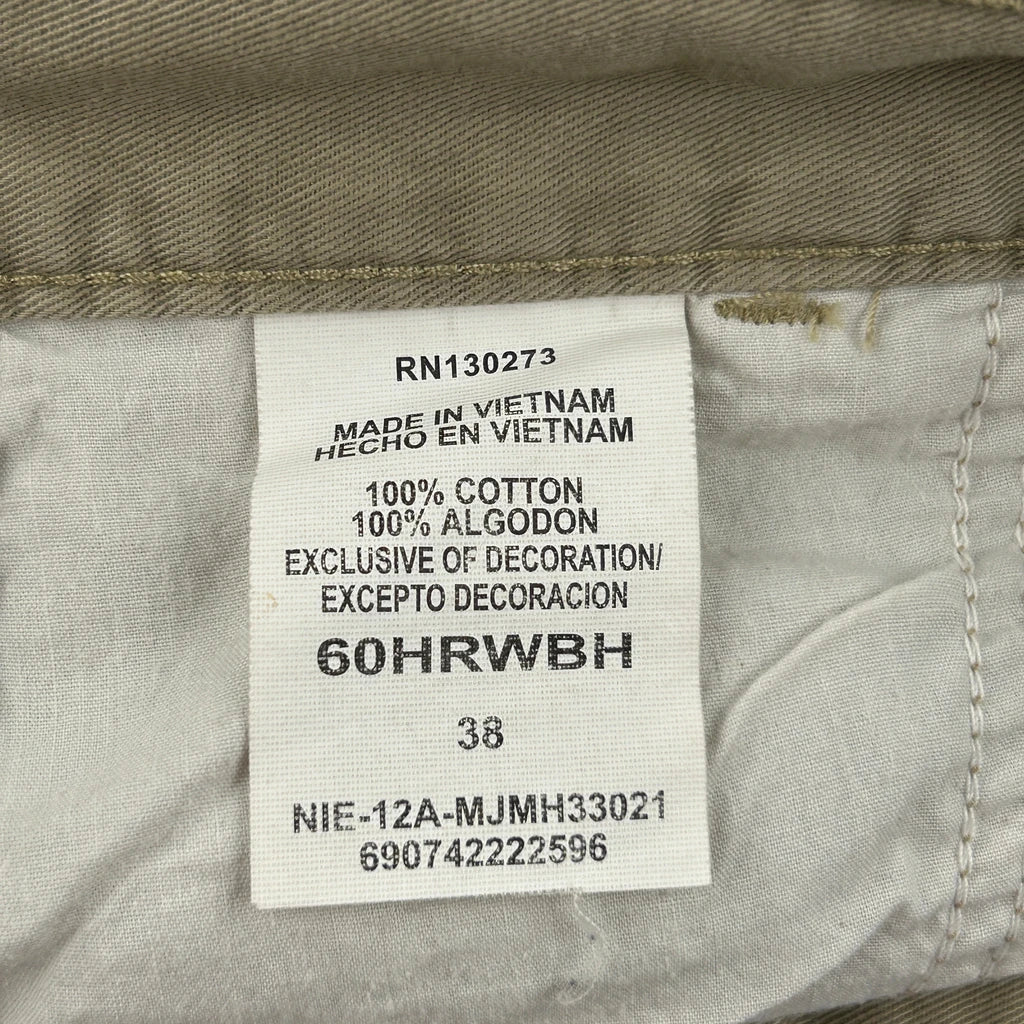 RN130273
MADE IN VIETNAM
HECHO EN VIETNAM
100% COTTON
100% ALGODON
EXCLUSIVE OF DECORATION/
EXCEPTO DECORACION
60HRWBH
38
NIE-12A-MJMH33021
690742222596